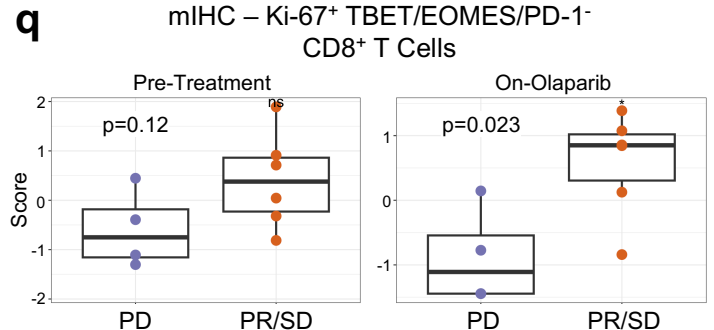 q
mIHC – Ki-67⁺ TBET/EOMES/PD-1⁻
CD8⁺ T Cells
Pre-Treatment
On-Olaparib
Score
2
1
0
-1
-2
ns
p=0.12
PD
PR/SD
1
0
-1
*
p=0.023
PD
PR/SD